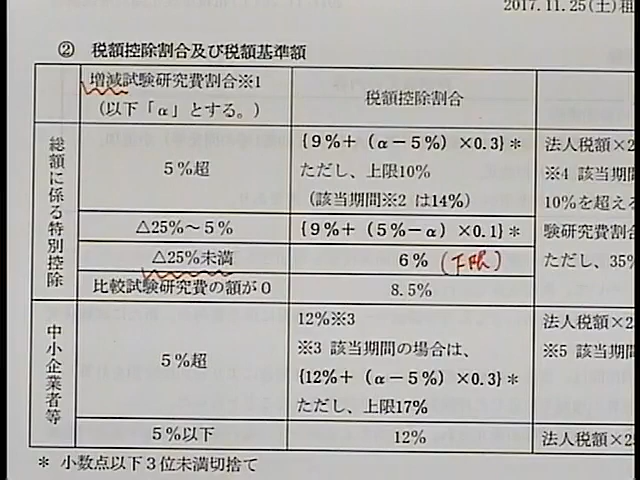 2017.11.25(土)租
② 税額控除割合及び税額基準額
増減試験研究費割合※1
(以下「α」とする。)
税額控除割合
総額に係る特別控除
5%超
{9%+(α-5%)×0.3}*
ただし、上限10%
(該当期間※2 は14%)
法人税額×2
※4 該当期
10%を超え
△25%~5%
{9%+(5%-α)×0.1}*
験研究費割合
△25%未満
6%(下限)
ただし、35%
比較試験研究費の額が0
8.5%
中小企業者等
5%超
12%※3
※3 該当期間の場合は、
{12%+(α-5%)×0.3}*
ただし、上限17%
法人税額×2
※5 該当期間
5%以下
12%
法人税額×2
* 小数点以下3位未満切捨て